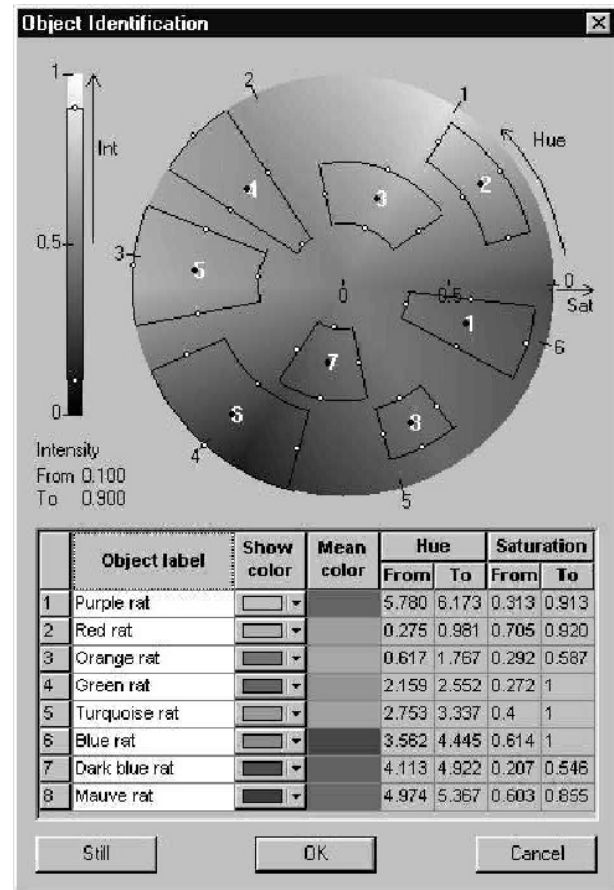 Object Identification
1
Int
0.5
0
Intensity
From 0.100
To 0.900
2
1
Hue
4
3
2
3
5
0
0.5
0
Sat
1
7
6
6
8
4
5
Object label Show color Mean color Hue Saturation
From To From To
1 Purple rat 5.780 6.173 0.313 0.913
2 Red rat 0.275 0.981 0.705 0.920
3 Orange rat 0.617 1.767 0.292 0.587
4 Green rat 2.159 2.552 0.272 1
5 Turquoise rat 2.753 3.337 0.4 1
6 Blue rat 3.562 4.445 0.614 1
7 Dark blue rat 4.113 4.922 0.207 0.546
8 Mauve rat 4.974 5.367 0.603 0.855
Still OK Cancel